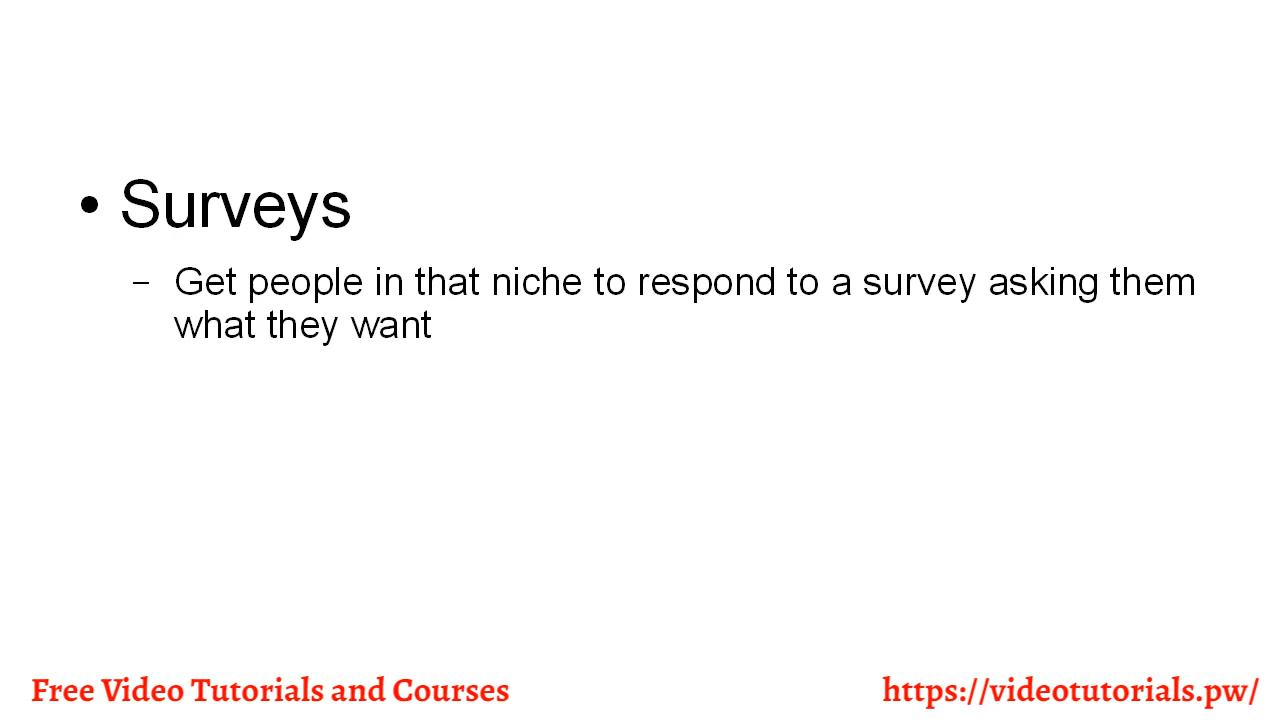 • Surveys
– Get people in that niche to respond to a survey asking them
what they want
Free Video Tutorials and Courses
https://videotutorials.pw/